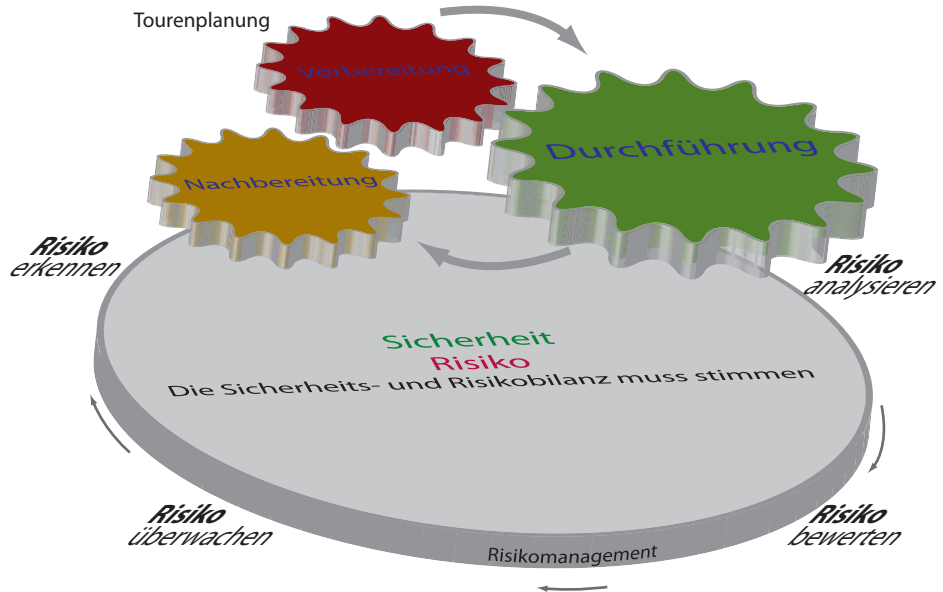 Tourenplanung
Vorbereitung
Durchführung
Nachbereitung
Risiko
erkennen
Risiko
analysieren
Sicherheit
Risiko
Die Sicherheits- und Risikobilanz muss stimmen
Risiko
überwachen
Risiko
bewerten
Risikomanagement